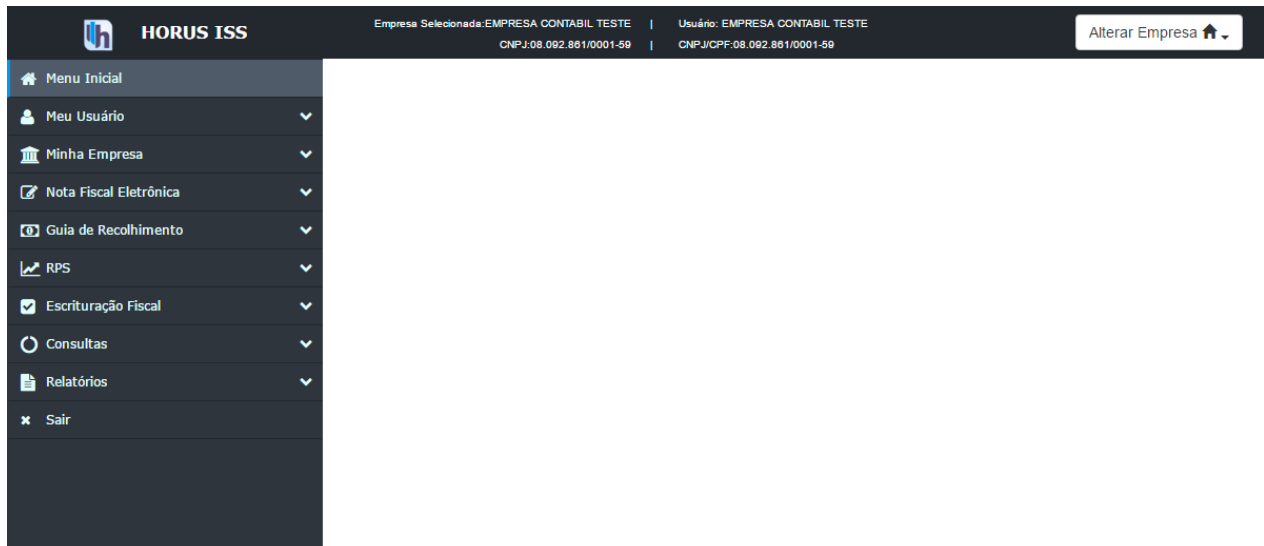 HORUS ISS
Empresa Selecionada:EMPRESA CONTABIL TESTE | Usuário: EMPRESA CONTABIL TESTE
CNPJ:08.092.861/0001-59 | CNPJ/CPF:08.092.861/0001-59
Alterar Empresa
Menu Inicial
Meu Usuário
Minha Empresa
Nota Fiscal Eletrônica
Guia de Recolhimento
RPS
Escrituração Fiscal
Consultas
Relatórios
Sair